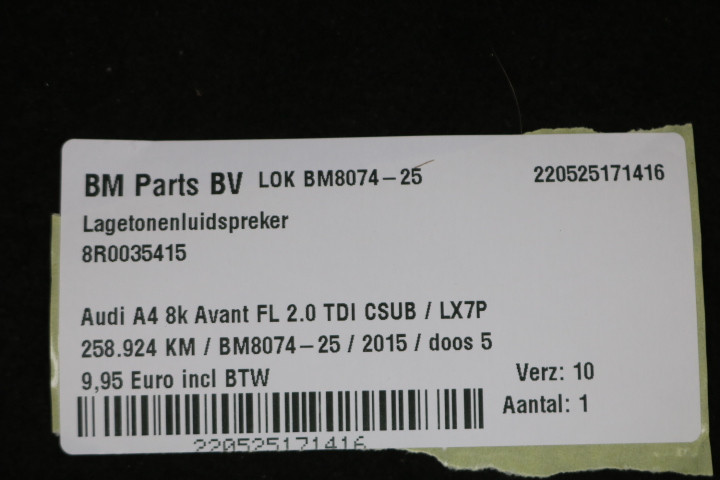 BM Parts BV LOK BM8074-25 220525171416
Lagetonenluidspreker
8R0035415
Audi A4 8k Avant FL 2.0 TDI CSUB / LX7P
258.924 KM / BM8074-25 / 2015 / doos 5
9,95 Euro incl BTW Verz: 10
Aantal: 1
220525171416